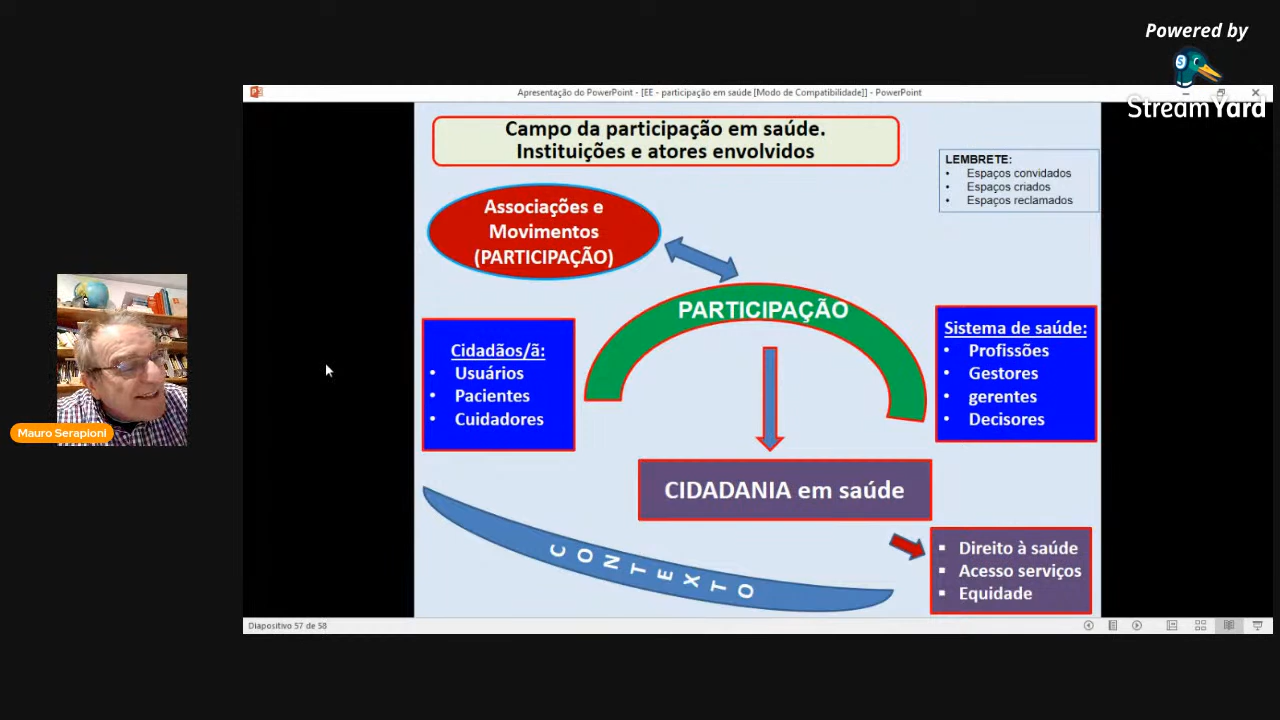 Powered by
StreamYard
Apresentação do PowerPoint - [EE - participação em saúde [Modo de Compatibilidade]] - PowerPoint
Campo da participação em saúde.
Instituições e atores envolvidos
LEMBRETE:
• Espaços convidados
• Espaços criados
• Espaços reclamados
Associações e
Movimentos
(PARTICIPAÇÃO)
PARTICIPAÇÃO
Cidadãos/ã:
• Usuários
• Pacientes
• Cuidadores
Sistema de saúde:
• Profissões
• Gestores
• gerentes
• Decisores
Mauro Serapioni
CIDADANIA em saúde
CONTEXTO
▪ Direito à saúde
▪ Acesso serviços
▪ Equidade
Diapositivo 57 de 58